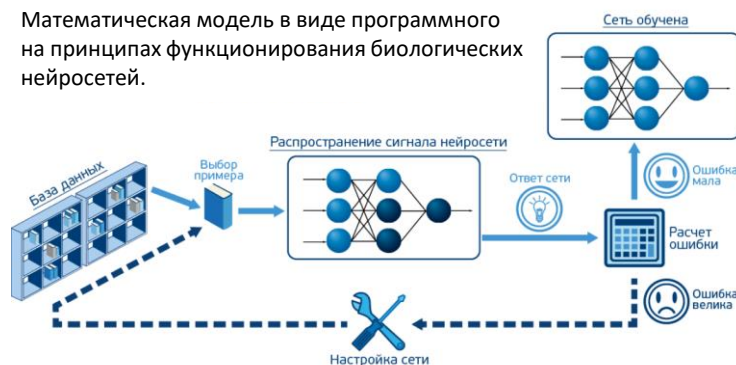 Математическая модель в виде программного
на принципах функционирования биологических
нейросетей.
Сеть обучена
База данных
Выбор
примера
Распространение сигнала нейросети
Ответ сети
Ошибка
мала
Расчет
ошибки
Ошибка
велика
Настройка сети